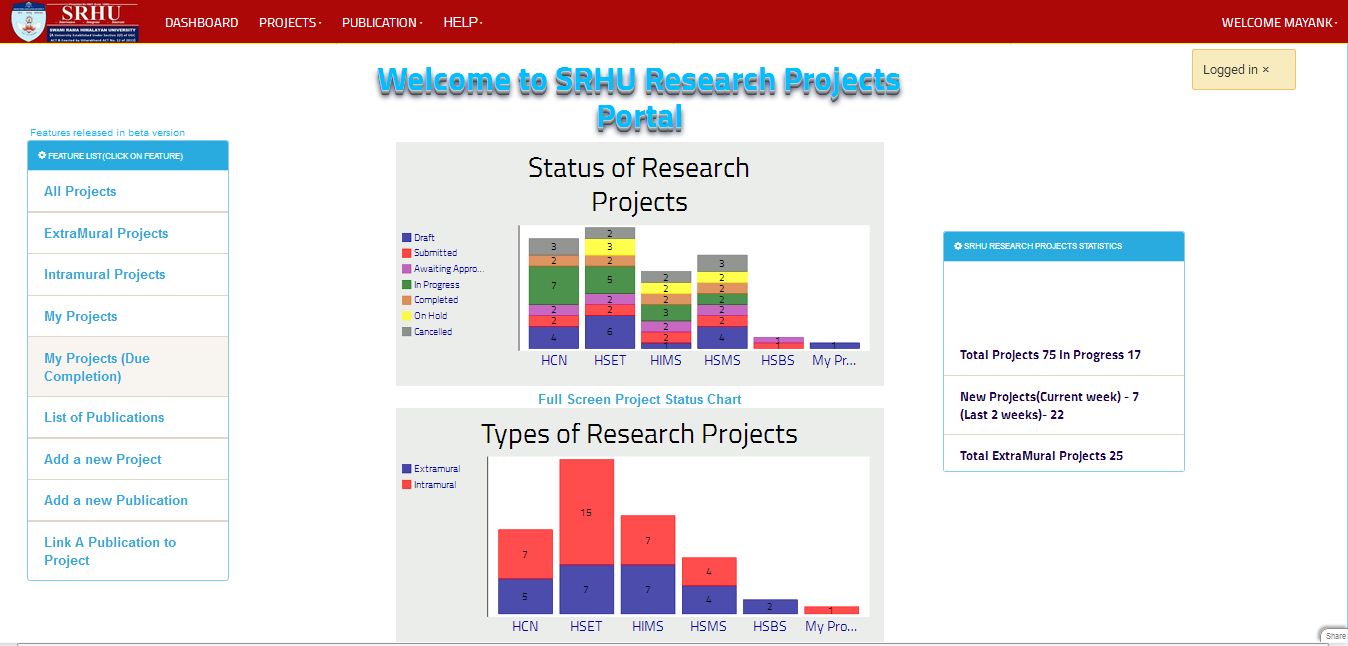 SRHU
SWAMI RAMA HIMALAYAN UNIVERSITY
DASHBOARD
PROJECTS
PUBLICATION
HELP
WELCOME MAYANK
Logged in ×
Welcome to SRHU Research Projects
Portal
Features released in beta version
FEATURE LIST(CLICK ON FEATURE)
All Projects
ExtraMural Projects
Intramural Projects
My Projects
My Projects (Due
Completion)
List of Publications
Add a new Project
Add a new Publication
Link A Publication to
Project
Status of Research
Projects
Draft
Submitted
Awaiting Appro...
In Progress
Completed
On Hold
Cancelled
3
2
7
2
2
4
2
3
2
5
2
2
6
2
2
2
3
2
2
1
3
2
2
2
2
2
4
1
HCN HSET HIMS HSMS HSBS My Pr...
Full Screen Project Status Chart
Types of Research Projects
Extramural
Intramural
7
5
15
7
7
7
4
4
2
1
HCN HSET HIMS HSMS HSBS My Pro...
SRHU RESEARCH PROJECTS STATISTICS
Total Projects 75 In Progress 17
New Projects(Current week) - 7
(Last 2 weeks)- 22
Total ExtraMural Projects 25
Share